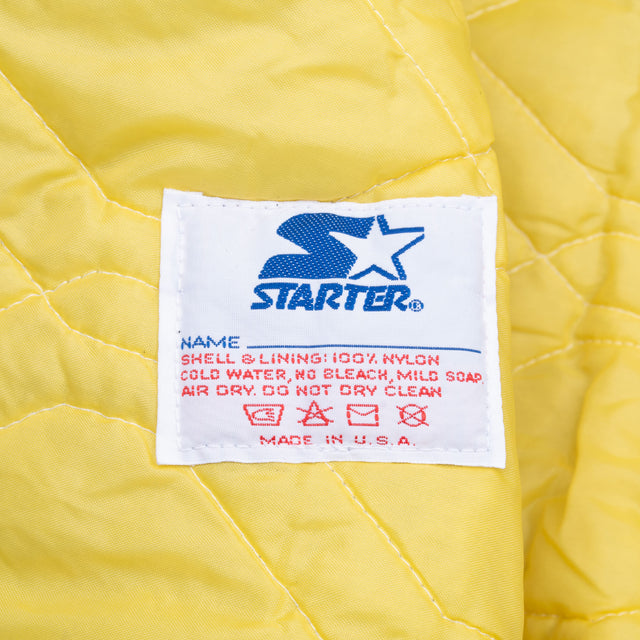 STARTER®
NAME
SHELL & LINING: 100% NYLON
COLD WATER, NO BLEACH, MILD SOAP
AIR DRY. DO NOT DRY CLEAN
MADE IN U.S.A.